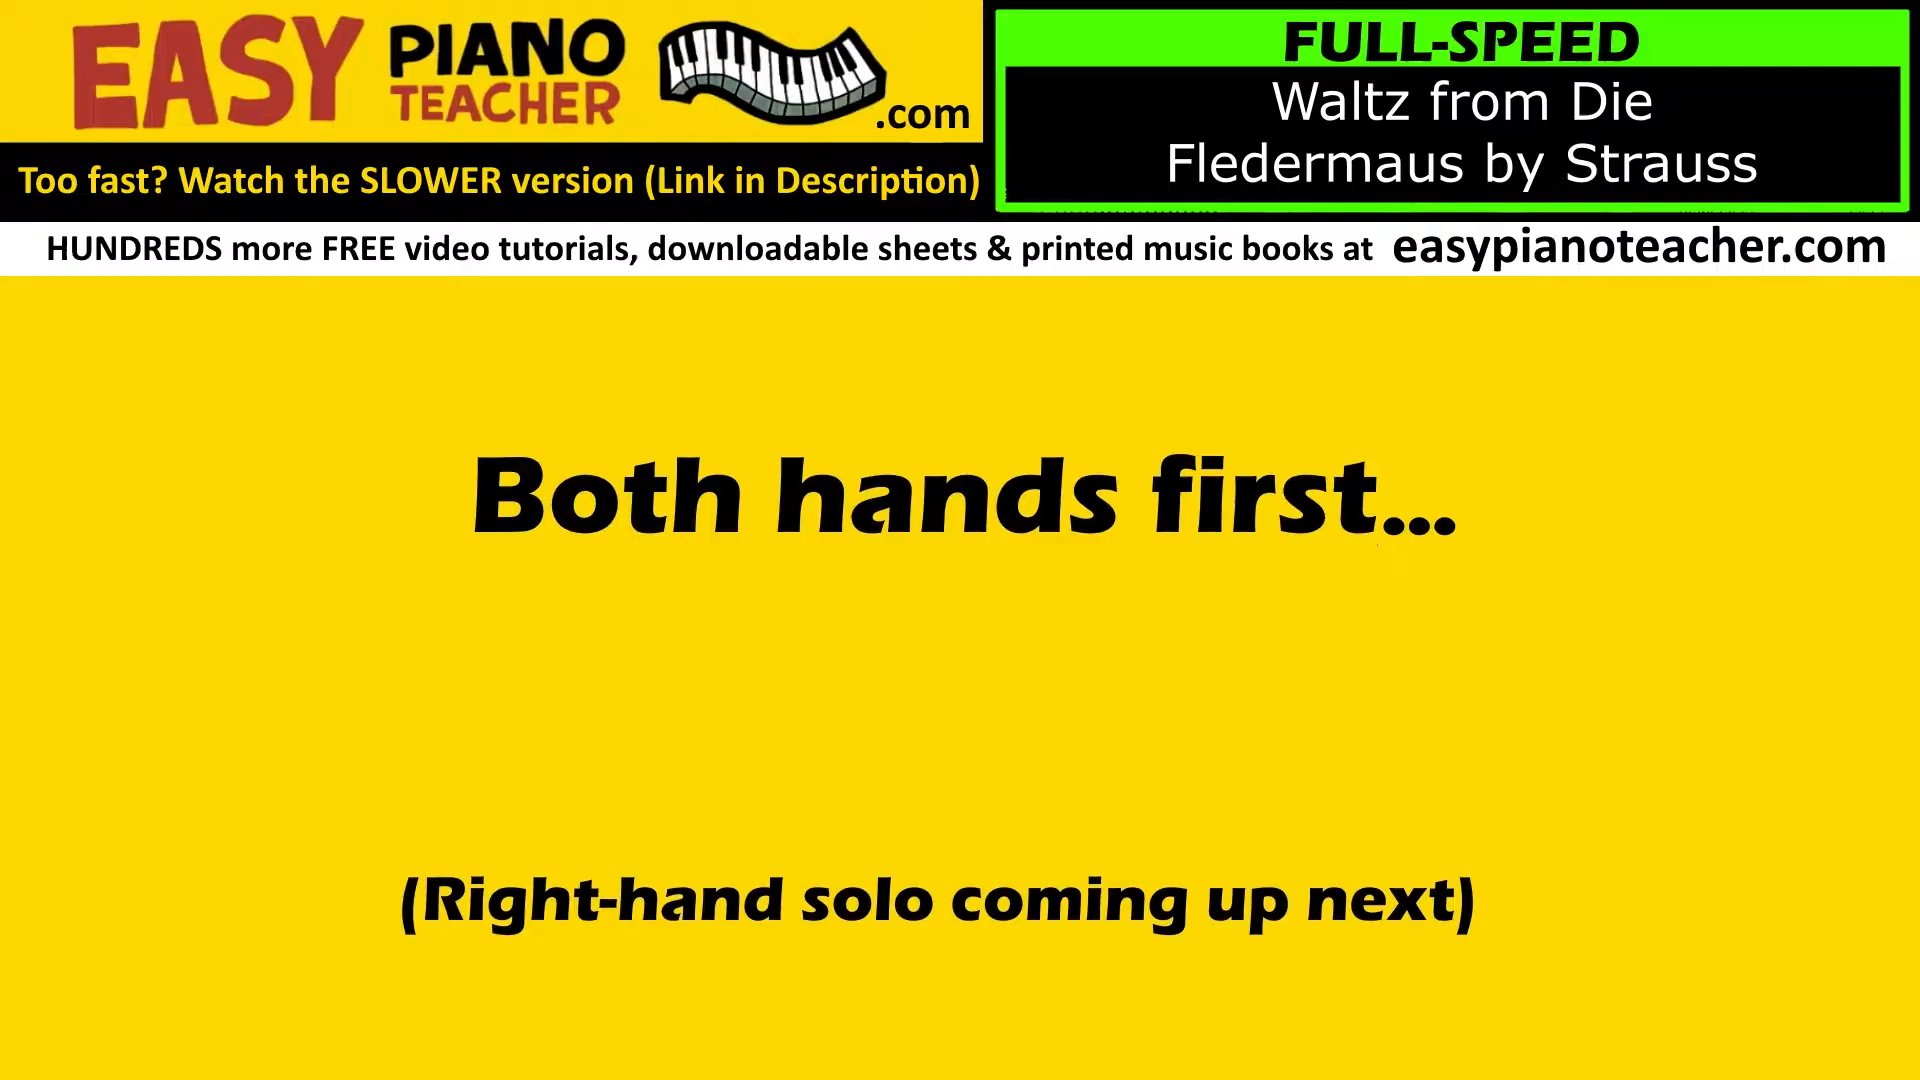 EASY PIANO TEACHER .com
Too fast? Watch the SLOWER version (Link in Description)
FULL-SPEED
Waltz from Die
Fledermaus by Strauss
HUNDREDS more FREE video tutorials, downloadable sheets & printed music books at easypianoteacher.com
Both hands first...
(Right-hand solo coming up next)